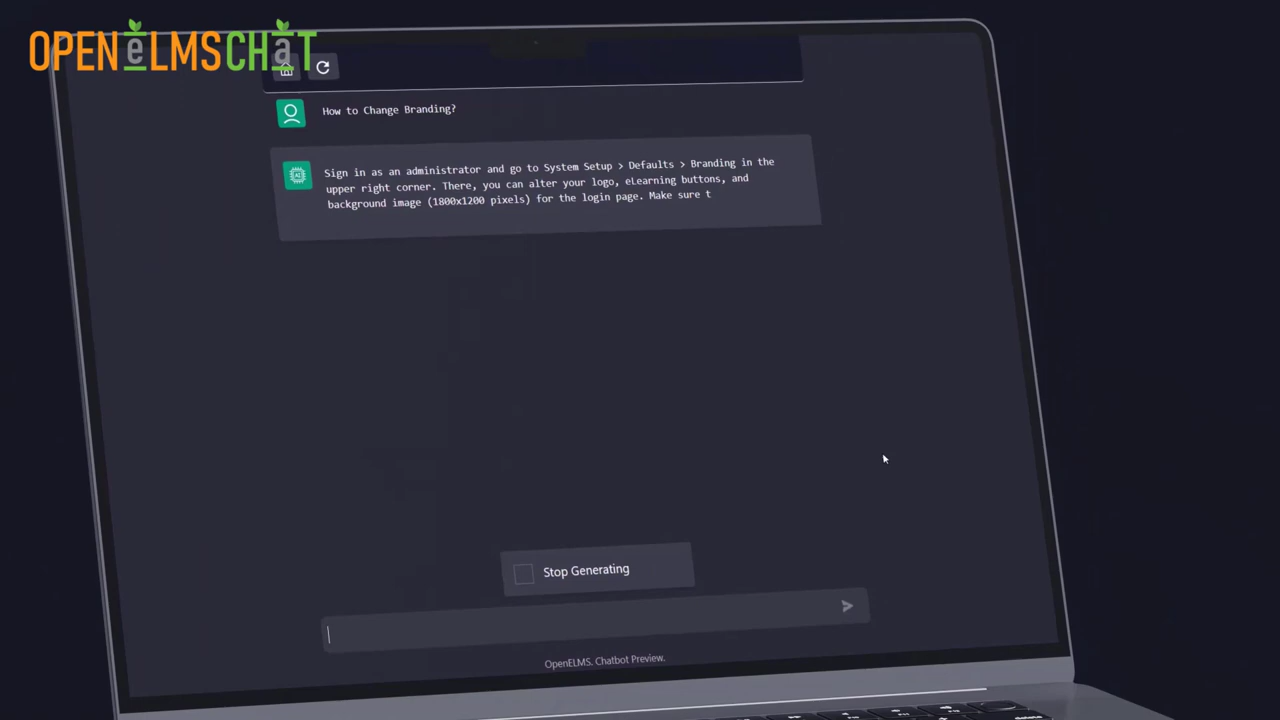 OPENeLMSCHaT
How to Change Branding?
AI
Sign in as an administrator and go to System Setup > Defaults > Branding in the
upper right corner. There, you can alter your logo, eLearning buttons, and
background image (1800x1200 pixels) for the login page. Make sure t
Stop Generating
OpenELMS. Chatbot Preview.